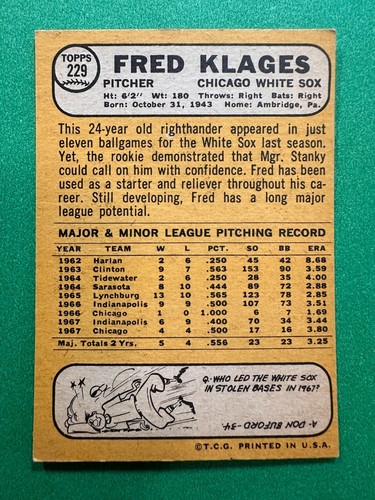 TOPPS
229
FRED KLAGES
PITCHER CHICAGO WHITE SOX
Ht: 6'2" Wt: 180 Throws: Right Bats: Right
Born: October 31, 1943 Home: Ambridge, Pa.
This 24-year old righthander appeared in just
eleven ballgames for the White Sox last season.
Yet, the rookie demonstrated that Mgr. Stanky
could call on him with confidence. Fred has been
used as a starter and reliever throughout his ca-
reer. Still developing, Fred has a long major
league potential.
MAJOR & MINOR LEAGUE PITCHING RECORD
YEAR TEAM W L PCT. SO BB ERA
1962 Harlan 2 6 .250 45 42 8.68
1963 Clinton 9 7 .563 153 90 3.59
1964 Tidewater 2 6 .250 28 35 4.00
1964 Sarasota 8 10 .444 89 72 2.88
1965 Lynchburg 13 10 .565 123 78 2.85
1966 Indianapolis 9 9 .500 107 73 3.51
1966 Chicago 1 0 1.000 6 7 1.69
1967 Indianapolis 6 9 .400 70 34 3.44
1967 Chicago 4 4 .500 17 16 3.80
Maj. Totals 2 Yrs. 5 4 .556 23 23 3.25
Q- WHO LED THE WHITE SOX
IN STOLEN BASES IN 1967?
A- DON BUFORD - 34
©T.C.G. PRINTED IN U.S.A.